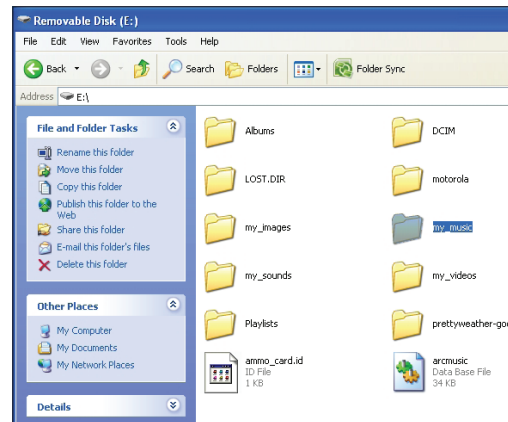 Removable Disk (E:)
File Edit View Favorites Tools Help
Back Search Folders Folder Sync
Address E:\
File and Folder Tasks
Rename this folder
Move this folder
Copy this folder
Publish this folder to the
Web
Share this folder
E-mail this folder's files
Delete this folder
Other Places
My Computer
My Documents
My Network Places
Details
Albums DCIM
LOST.DIR motorola
my_images my_music
my_sounds my_videos
Playlists prettyweather-go
ammo_card.id arcmusic
ID File Data Base File
1 KB 34 KB